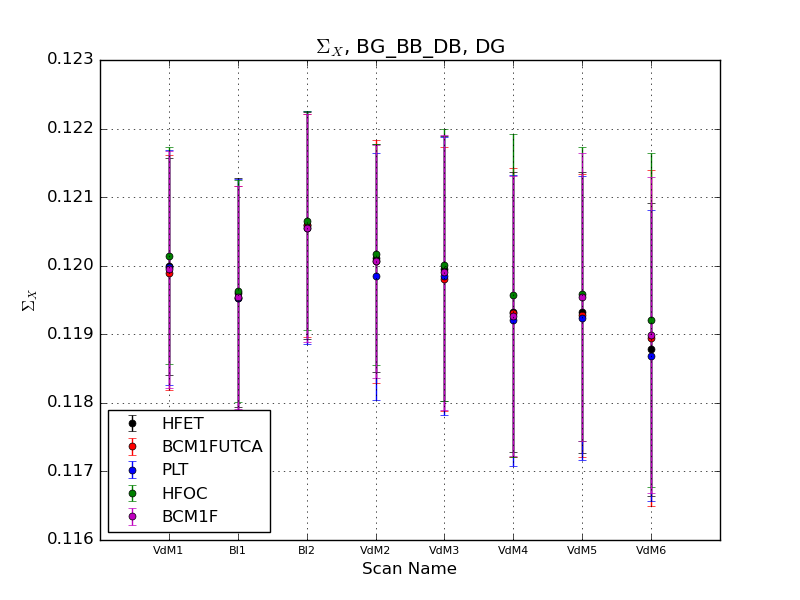 Σ_X, BG_BB_DB, DG
0.123
0.122
0.121
0.120
0.119
0.118
0.117
0.116
Σ_X
HFET
BCM1FUTCA
PLT
HFOC
BCM1F
VdM1 BI1 BI2 VdM2 VdM3 VdM4 VdM5 VdM6
Scan Name